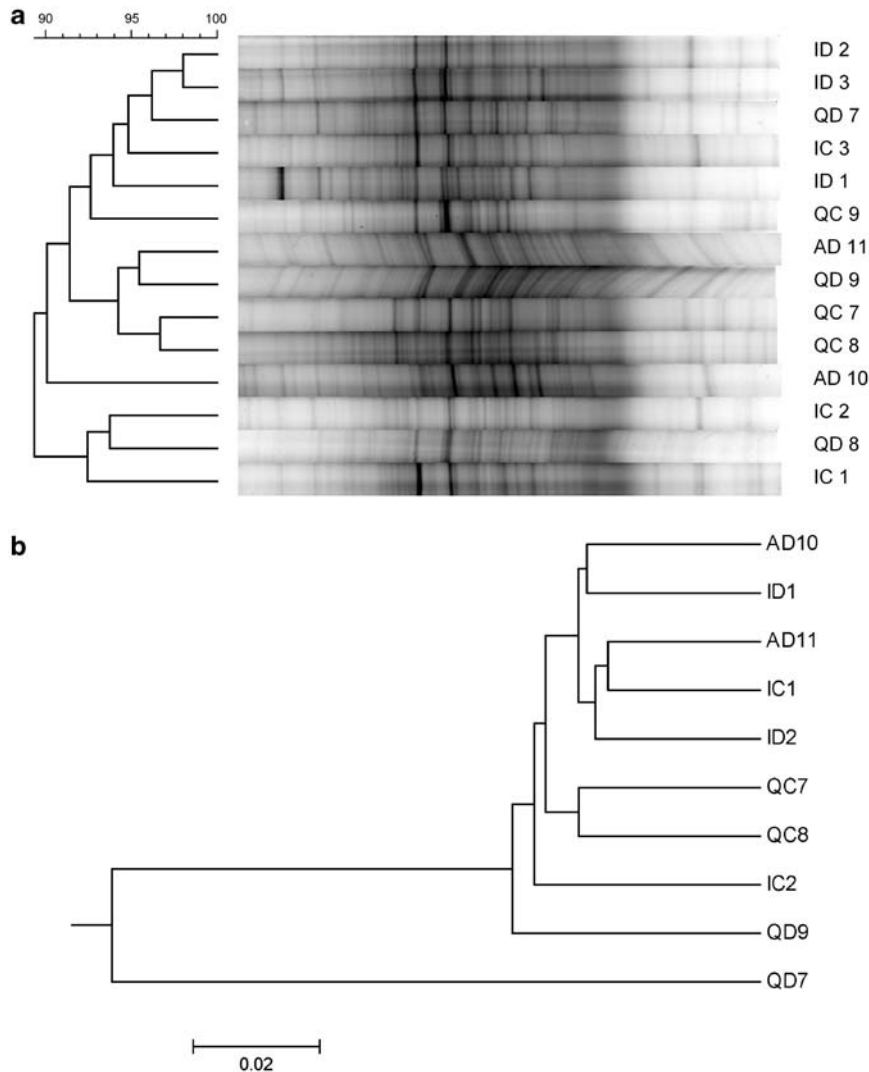 a
90 95 100
ID 2
ID 3
QD 7
IC 3
ID 1
QC 9
AD 11
QD 9
QC 7
QC 8
AD 10
IC 2
QD 8
IC 1
b
AD10
ID1
AD11
IC1
ID2
QC7
QC8
IC2
QD9
QD7
0.02